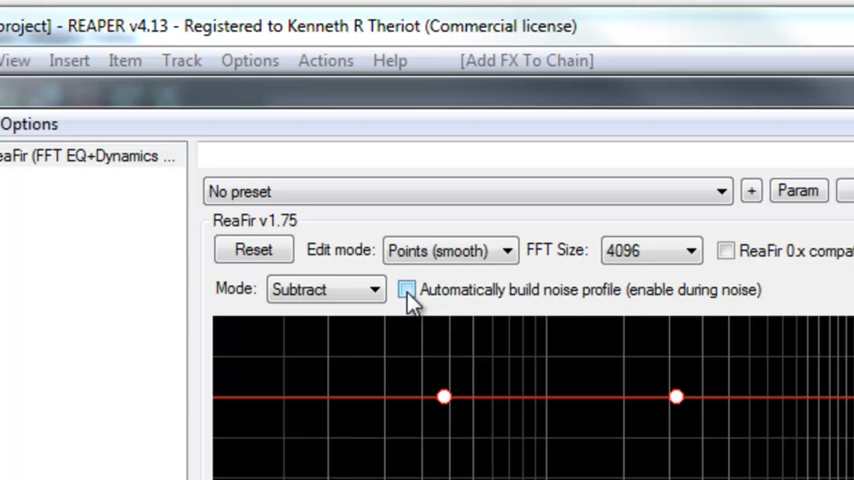 project] - REAPER v4.13 - Registered to Kenneth R Theriot (Commercial license)
View Insert Item Track Options Actions Help [Add FX To Chain]
Options
eaFir (FFT EQ+Dynamics ...
No preset + Param
ReaFir v1.75
Reset Edit mode: Points (smooth) FFT Size: 4096 ReaFir 0.x compat
Mode: Subtract Automatically build noise profile (enable during noise)